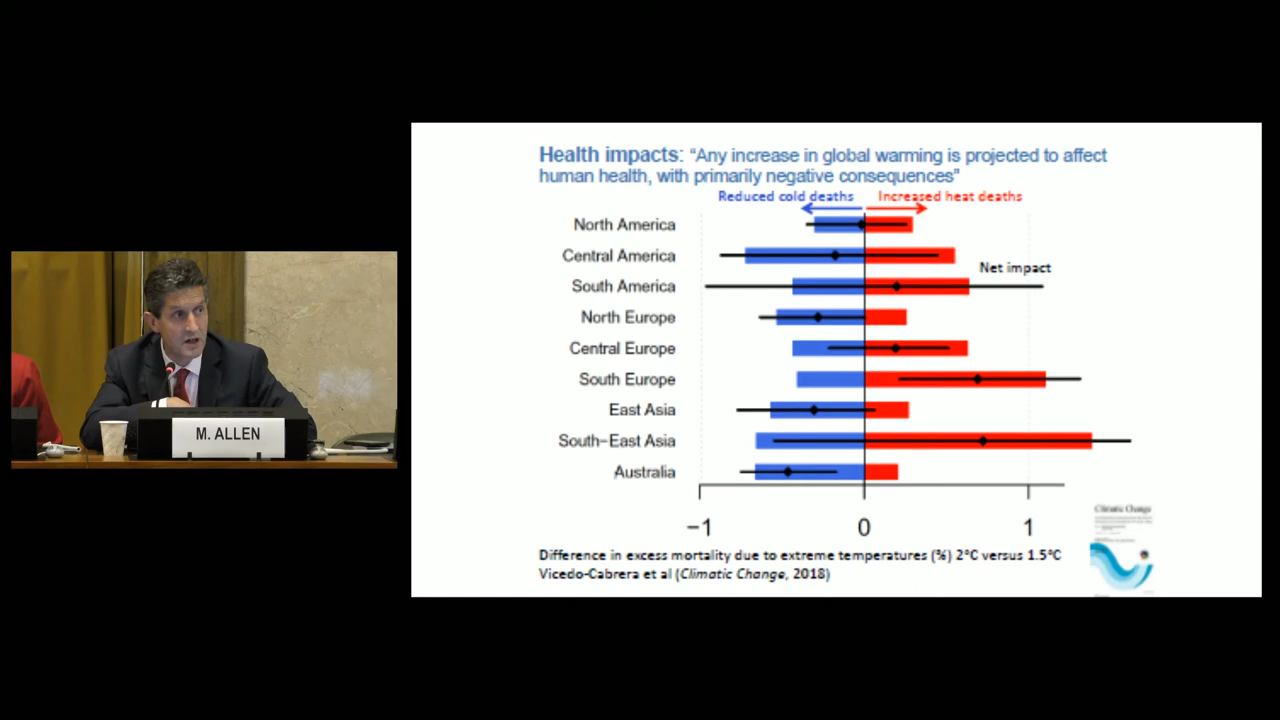 M. ALLEN
Health impacts: “Any increase in global warming is projected to affect
human health, with primarily negative consequences”
Reduced cold deaths
Increased heat deaths
North America
Central America
Net impact
South America
North Europe
Central Europe
South Europe
East Asia
South-East Asia
Australia
−1 0 1
Climatic Change
Difference in excess mortality due to extreme temperatures (%) 2°C versus 1.5°C
Vicedo-Cabrera et al (Climatic Change, 2018)